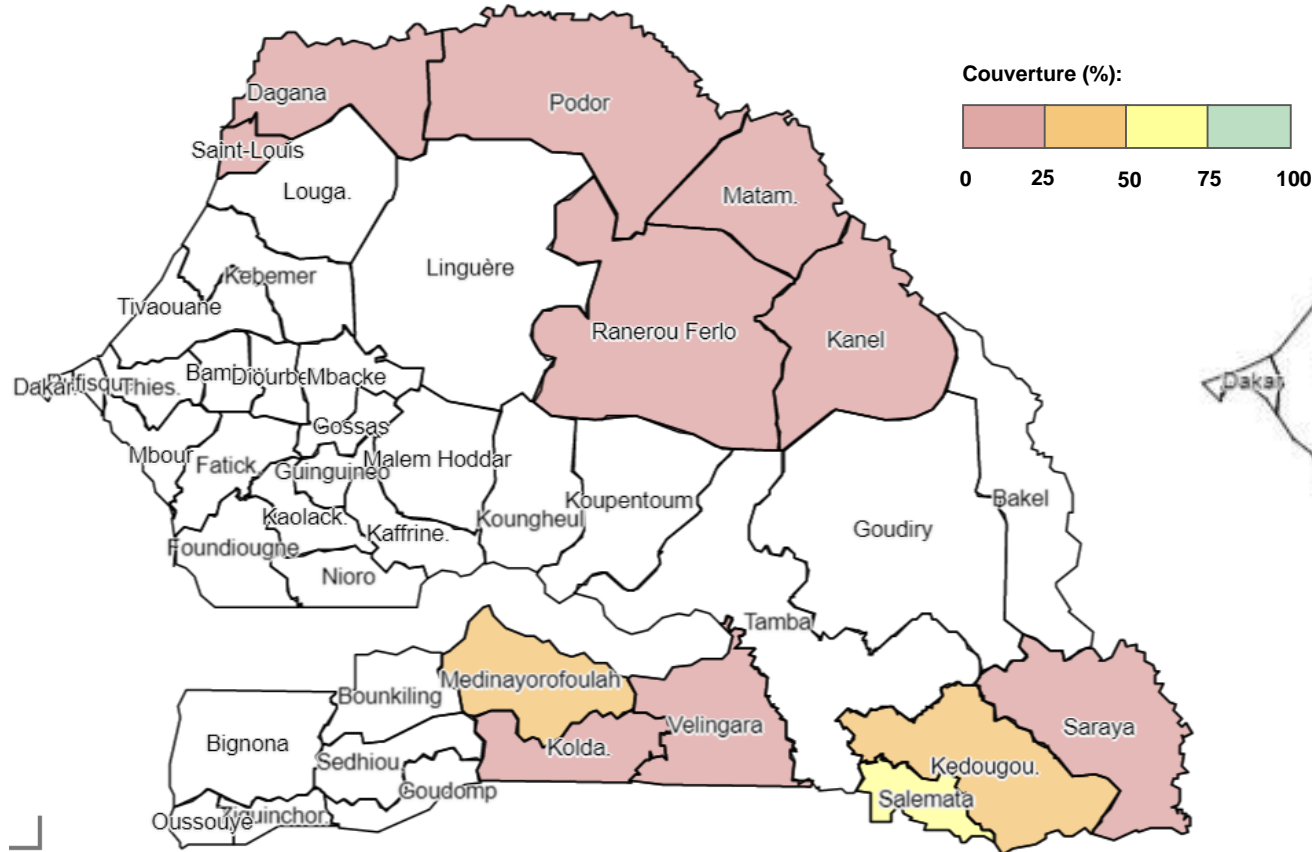 Couverture (%):
0 25 50 75 100
Dagana
Podor
Saint-Louis
Louga.
Matam.
Linguère
Kebemer
Tivaouane
Ranerou Ferlo
Kanel
Dakar.
Thies.
Mbacke
Dakar
Gossas
Mbour
Fatick.
Guinguineo
Malem Hoddar
Koupentoum
Bakel
Kaolack.
Kaffrine.
Koungheul
Goudiry
Foundiougne
Nioro
Tamba
Medinayorofoulah
Bounkiling
Velingara
Saraya
Bignona
Kolda.
Sedhiou.
Kedougou.
Goudomp
Salemata
Oussouye
Ziguinchor.